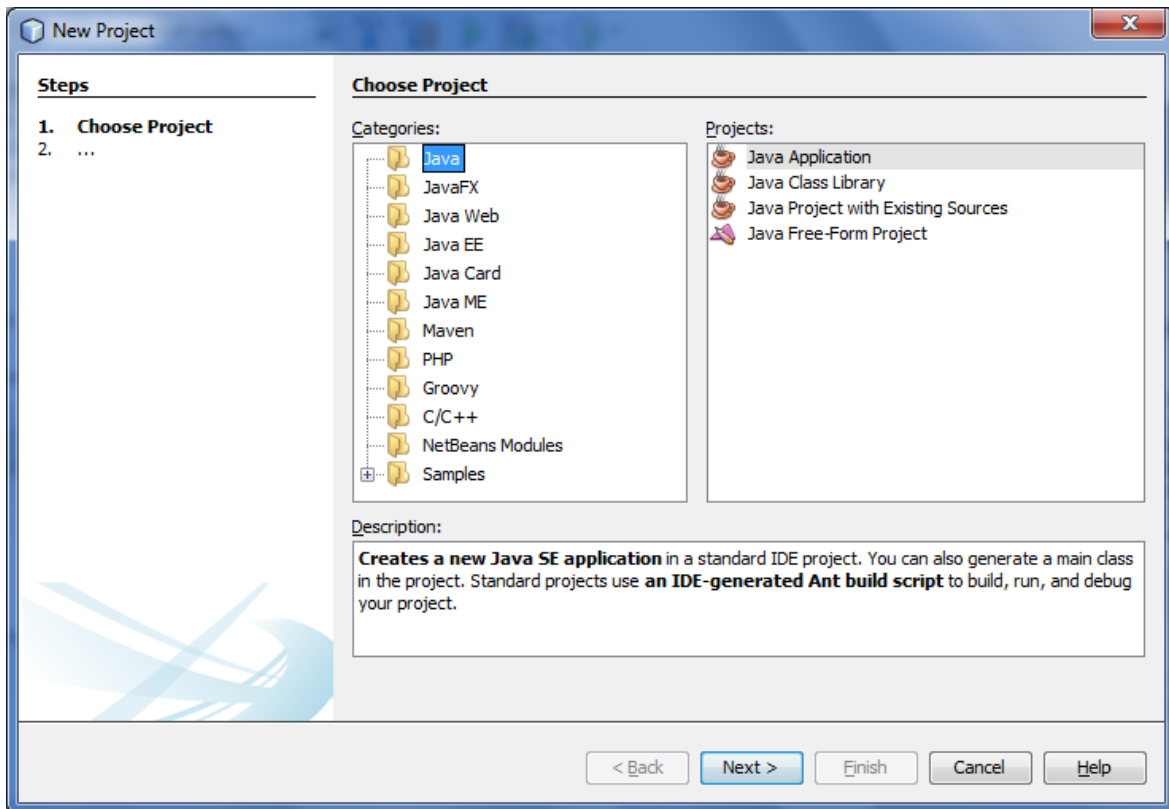 New Project
Steps
1. Choose Project
2. ...
Choose Project
Categories:
Java
JavaFX
Java Web
Java EE
Java Card
Java ME
Maven
PHP
Groovy
C/C++
NetBeans Modules
Samples
Projects:
Java Application
Java Class Library
Java Project with Existing Sources
Java Free-Form Project
Description:
Creates a new Java SE application in a standard IDE project. You can also generate a main class
in the project. Standard projects use an IDE-generated Ant build script to build, run, and debug
your project.
< Back
Next >
Finish
Cancel
Help